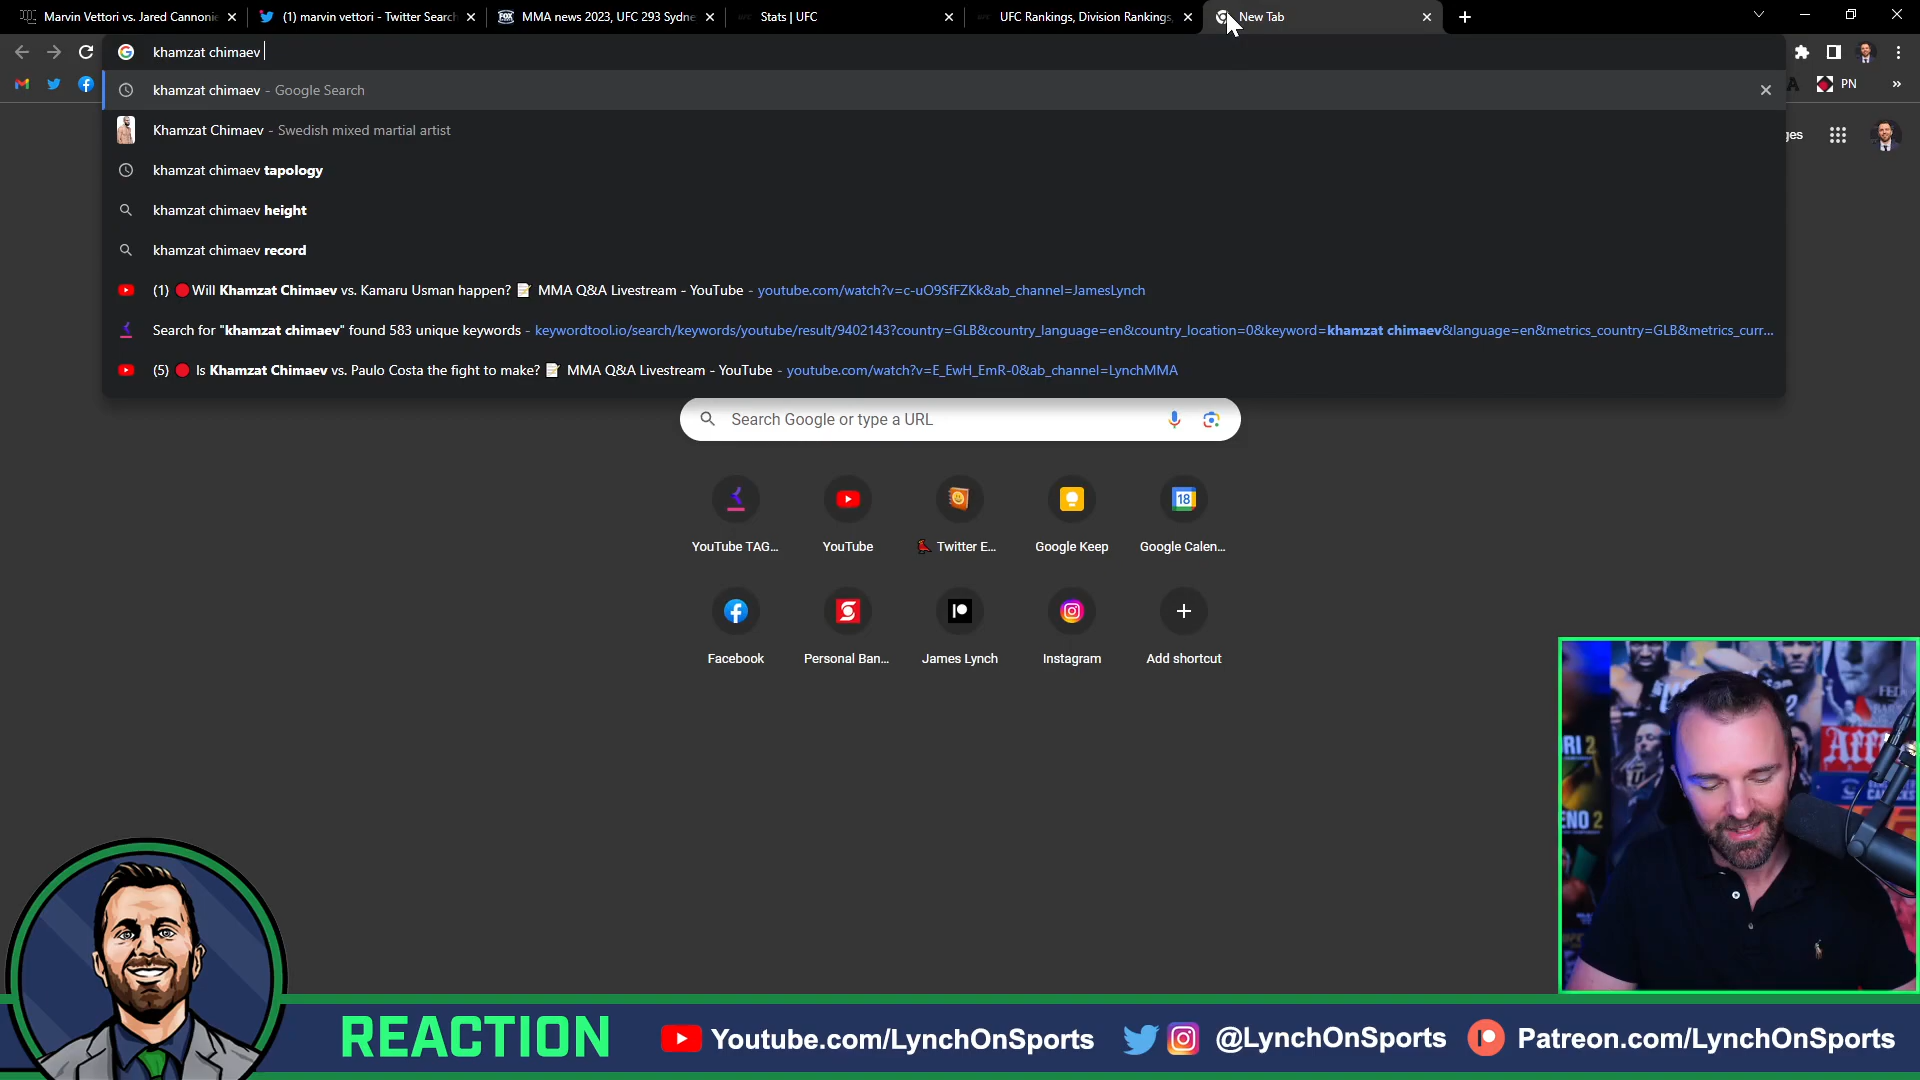 Marvin Vettori vs. Jared Cannonie
(1) marvin vettori - Twitter Search
MMA news 2023, UFC 293 Sydne
Stats | UFC
UFC Rankings, Division Rankings,
New Tab
khamzat chimaev
khamzat chimaev - Google Search
PN
Khamzat Chimaev - Swedish mixed martial artist
ges
khamzat chimaev tapology
khamzat chimaev height
khamzat chimaev record
(1) 🔴Will Khamzat Chimaev vs. Kamaru Usman happen? 📝 MMA Q&A Livestream - YouTube - youtube.com/watch?v=c-uO9SfFZKk&ab_channel=JamesLynch
Search for "khamzat chimaev" found 583 unique keywords - keywordtool.io/search/keywords/youtube/result/9402143?country=GLB&country_language=en&country_location=0&keyword=khamzat chimaev&language=en&metrics_country=GLB&metrics_curr...
(5) 🔴 Is Khamzat Chimaev vs. Paulo Costa the fight to make? 📝 MMA Q&A Livestream - YouTube - youtube.com/watch?v=E_EwH_EmR-0&ab_channel=LynchMMA
Search Google or type a URL
18
YouTube TAG...
YouTube
Twitter E...
Google Keep
Google Calen...
Facebook
Personal Ban...
James Lynch
Instagram
Add shortcut
RI 2
ENO 2
REACTION
Youtube.com/LynchOnSports
@LynchOnSports
Patreon.com/LynchOnSports